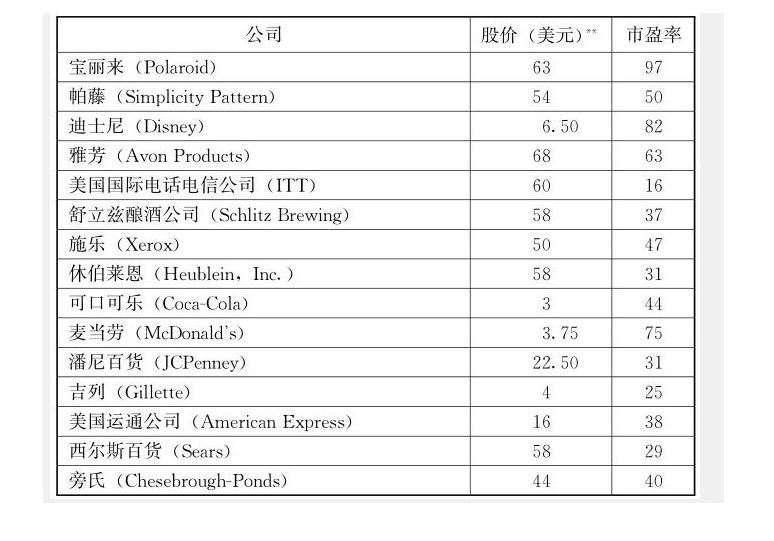 公司 股价（美元）** 市盈率
宝丽来（Polaroid） 63 97
帕藤（Simplicity Pattern） 54 50
迪士尼（Disney） 6.50 82
雅芳（Avon Products） 68 63
美国国际电话电信公司（ITT） 60 16
舒立兹酿酒公司（Schlitz Brewing） 58 37
施乐（Xerox） 50 47
休伯莱恩（Heublein，Inc.） 58 31
可口可乐（Coca-Cola） 3 44
麦当劳（McDonald's） 3.75 75
潘尼百货（JCPenney） 22.50 31
吉列（Gillette） 4 25
美国运通公司（American Express） 16 38
西尔斯百货（Sears） 58 29
旁氏（Chesebrough-Ponds） 44 40